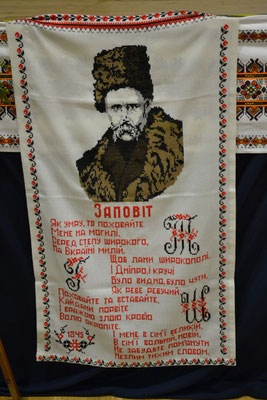 Заповіт
Як умру, то поховайте
Мене на могилі,
Серед степу широкого,
На Вкраїні милій,
Щоб лани широкополі,
І Дніпро, і кручі
Було видно, було чути,
Як реве ревучий.
Поховайте та вставайте,
Кайдани порвіте
І вражою злою кров'ю
Волю окропіте.
І мене в сім'ї великій,
В сім'ї вольній, новій,
Не забудьте пом'янути
Незлим тихим словом.
1845
Т
Г
Ш